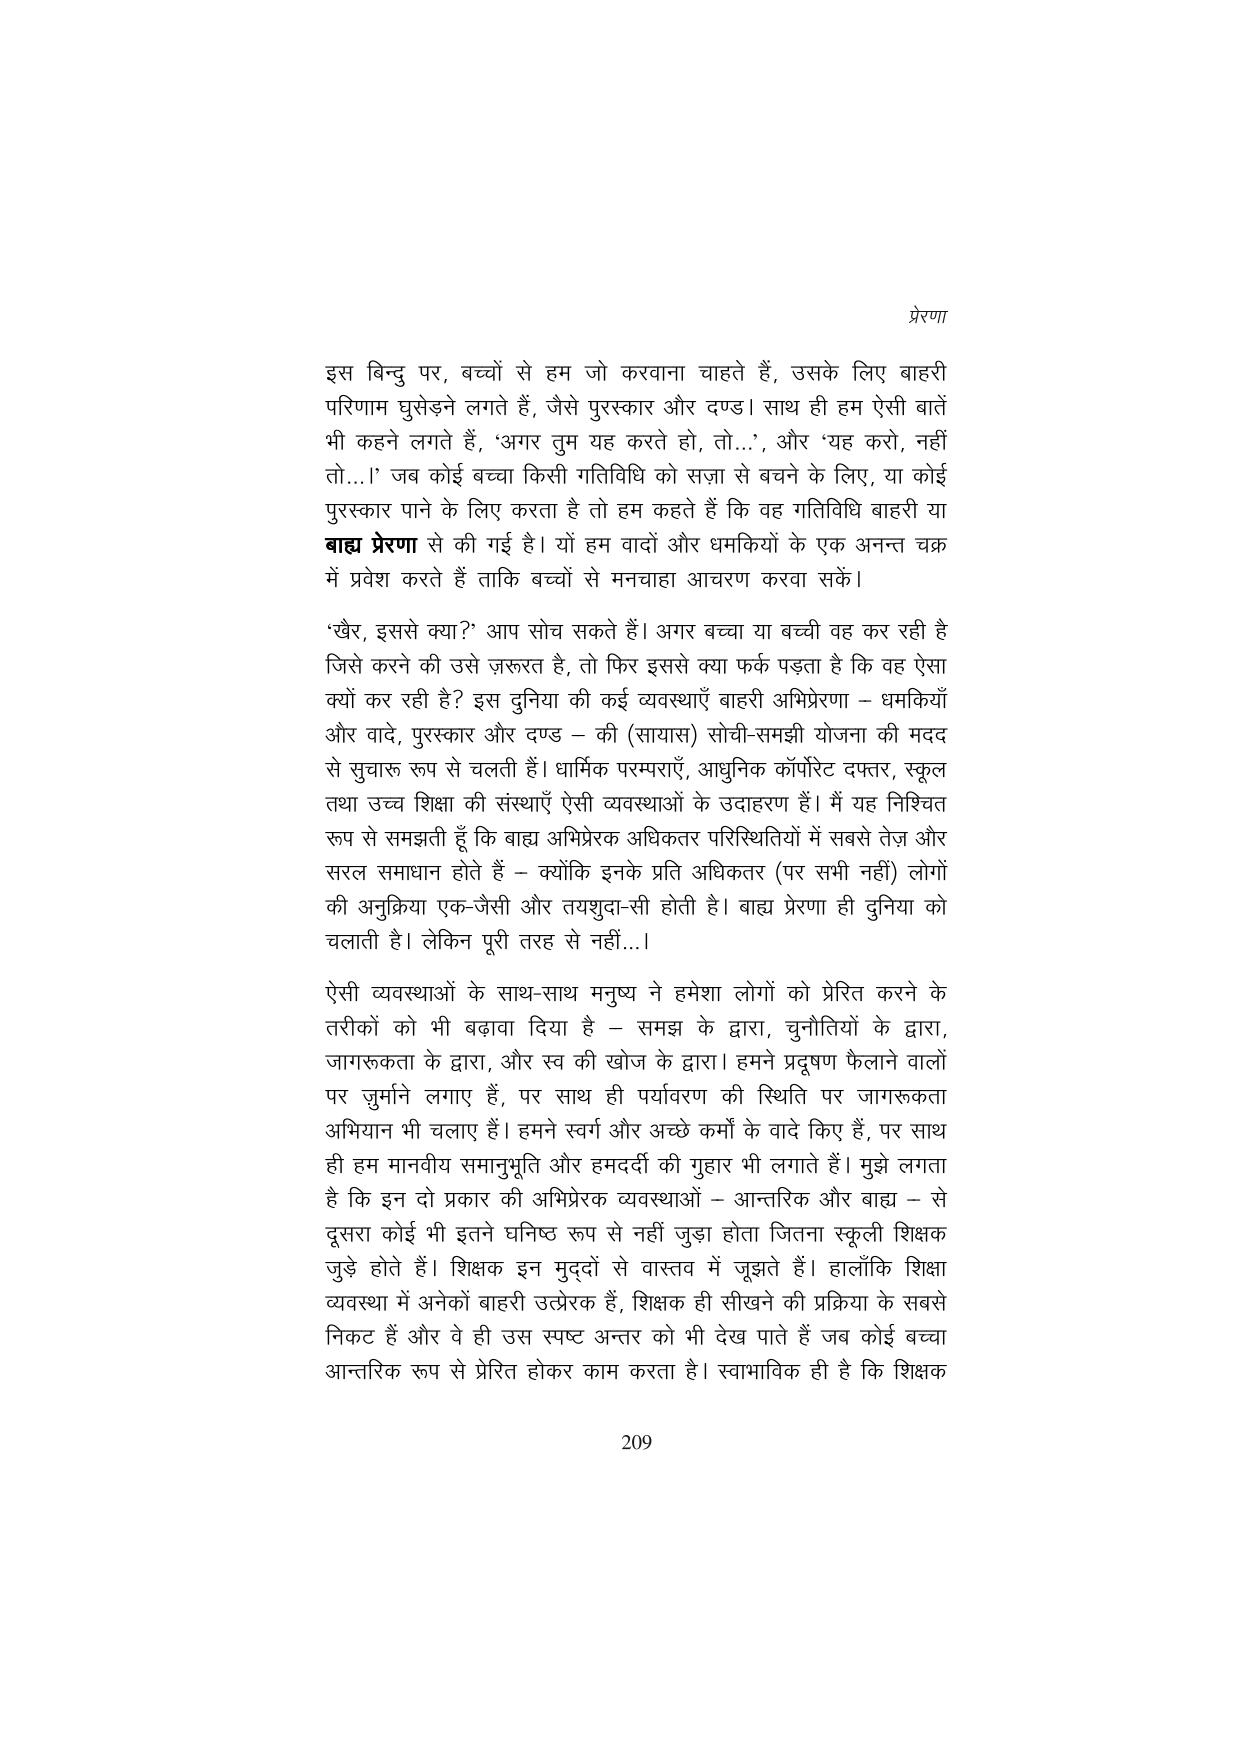 प्रेरणा
इस बिन्दु पर, बच्चों से हम जो करवाना चाहते हैं, उसके लिए बाहरी
परिणाम घुसेड़ने लगते हैं, जैसे पुरस्कार और दण्ड। साथ ही हम ऐसी बातें
भी कहने लगते हैं, ‘अगर तुम यह करते हो, तो...’, और ‘यह करो, नहीं
तो...।’ जब कोई बच्चा किसी गतिविधि को सज़ा से बचने के लिए, या कोई
पुरस्कार पाने के लिए करता है तो हम कहते हैं कि वह गतिविधि बाहरी या
बाह्य प्रेरणा से की गई है। यों हम वादों और धमकियों के एक अनन्त चक्र
में प्रवेश करते हैं ताकि बच्चों से मनचाहा आचरण करवा सकें।
‘खैर, इससे क्या?’ आप सोच सकते हैं। अगर बच्चा या बच्ची वह कर रही है
जिसे करने की उसे ज़रूरत है, तो फिर इससे क्या फर्क पड़ता है कि वह ऐसा
क्यों कर रही है? इस दुनिया की कई व्यवस्थाएँ बाहरी अभिप्रेरणा – धमकियाँ
और वादे, पुरस्कार और दण्ड – की (सायास) सोची-समझी योजना की मदद
से सुचारू रूप से चलती हैं। धार्मिक परम्पराएँ, आधुनिक कॉर्पोरेट दफ्तर, स्कूल
तथा उच्च शिक्षा की संस्थाएँ ऐसी व्यवस्थाओं के उदाहरण हैं। मैं यह निश्चित
रूप से समझती हूँ कि बाह्य अभिप्रेरक अधिकतर परिस्थितियों में सबसे तेज़ और
सरल समाधान होते हैं – क्योंकि इनके प्रति अधिकतर (पर सभी नहीं) लोगों
की अनुक्रिया एक-जैसी और तयशुदा-सी होती है। बाह्य प्रेरणा ही दुनिया को
चलाती है। लेकिन पूरी तरह से नहीं...।
ऐसी व्यवस्थाओं के साथ-साथ मनुष्य ने हमेशा लोगों को प्रेरित करने के
तरीकों को भी बढ़ावा दिया है – समझ के द्वारा, चुनौतियों के द्वारा,
जागरूकता के द्वारा, और स्व की खोज के द्वारा। हमने प्रदूषण फैलाने वालों
पर ज़ुर्माने लगाए हैं, पर साथ ही पर्यावरण की स्थिति पर जागरूकता
अभियान भी चलाए हैं। हमने स्वर्ग और अच्छे कर्मों के वादे किए हैं, पर साथ
ही हम मानवीय समानुभूति और हमदर्दी की गुहार भी लगाते हैं। मुझे लगता
है कि इन दो प्रकार की अभिप्रेरक व्यवस्थाओं – आन्तरिक और बाह्य – से
दूसरा कोई भी इतने घनिष्ठ रूप से नहीं जुड़ा होता जितना स्कूली शिक्षक
जुड़े होते हैं। शिक्षक इन मुद्दों से वास्तव में जूझते हैं। हालाँकि शिक्षा
व्यवस्था में अनेकों बाहरी उत्प्रेरक हैं, शिक्षक ही सीखने की प्रक्रिया के सबसे
निकट हैं और वे ही उस स्पष्ट अन्तर को भी देख पाते हैं जब कोई बच्चा
आन्तरिक रूप से प्रेरित होकर काम करता है। स्वाभाविक ही है कि शिक्षक
209